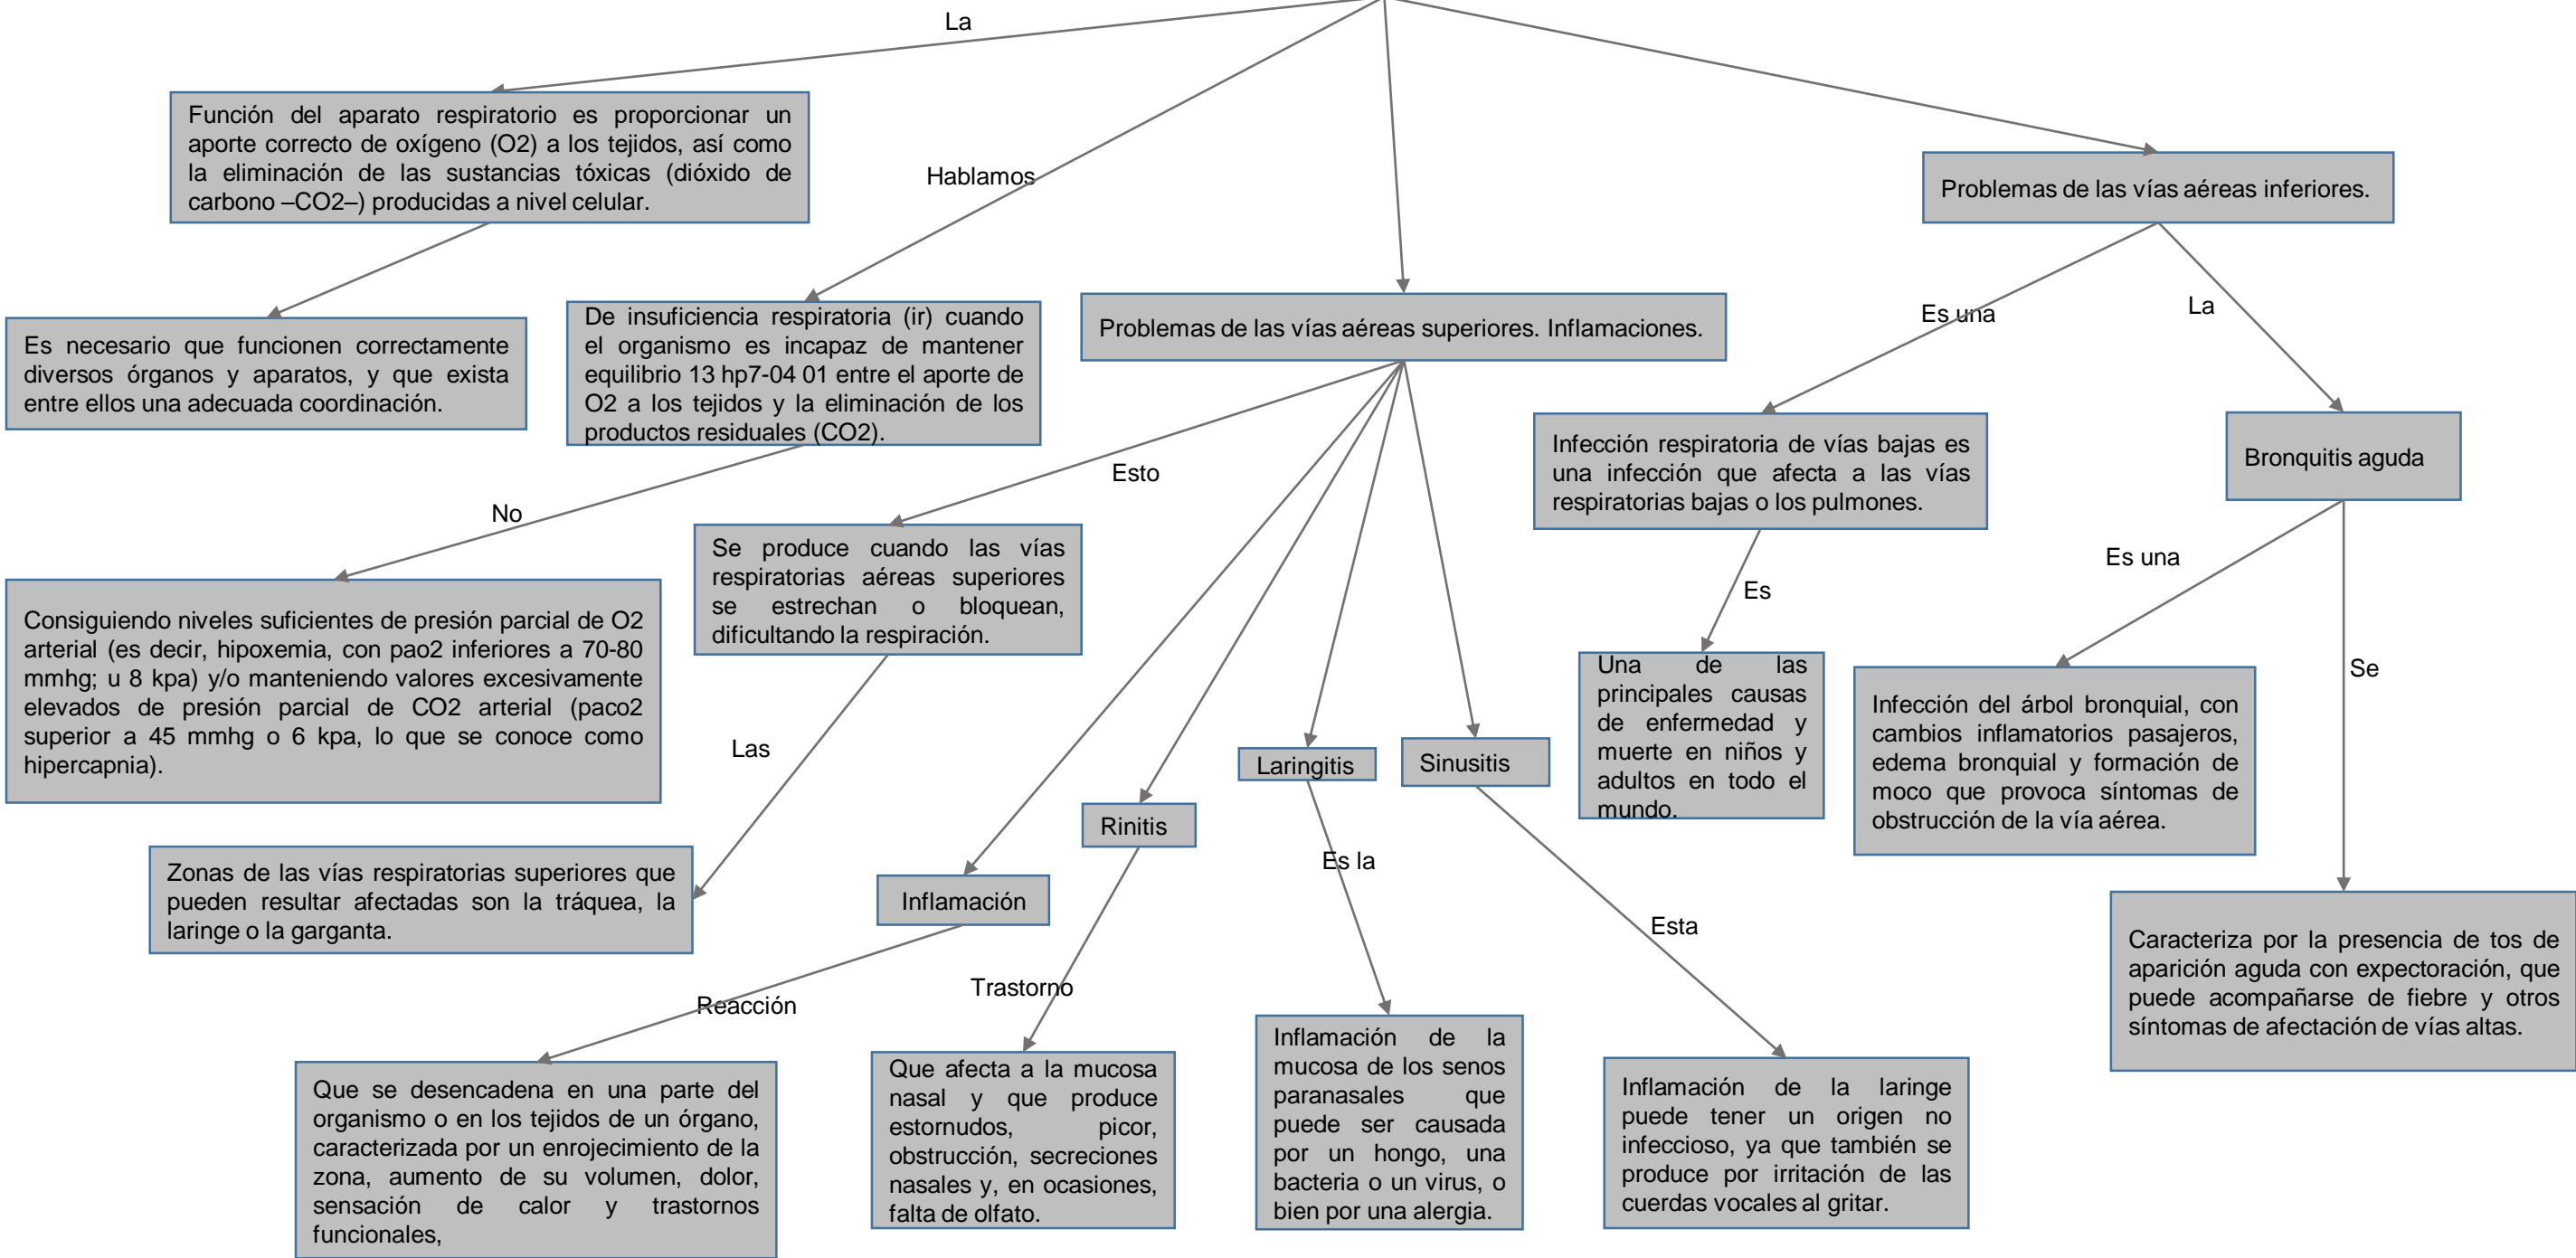 La
Función del aparato respiratorio es proporcionar un
aporte correcto de oxígeno (O2) a los tejidos, así como
la eliminación de las sustancias tóxicas (dióxido de
carbono –CO2–) producidas a nivel celular.
Hablamos
Problemas de las vías aéreas inferiores.
Es necesario que funcionen correctamente
diversos órganos y aparatos, y que exista
entre ellos una adecuada coordinación.
De insuficiencia respiratoria (ir) cuando
el organismo es incapaz de mantener
equilibrio 13 hp7-04 01 entre el aporte de
O2 a los tejidos y la eliminación de los
productos residuales (CO2).
Problemas de las vías aéreas superiores. Inflamaciones.
Es una
La
Infección respiratoria de vías bajas es
una infección que afecta a las vías
respiratorias bajas o los pulmones.
Bronquitis aguda
Esto
No
Se produce cuando las vías
respiratorias aéreas superiores
se estrechan o bloquean,
dificultando la respiración.
Es una
Es
Consiguiendo niveles suficientes de presión parcial de O2
arterial (es decir, hipoxemia, con pao2 inferiores a 70-80
mmhg; u 8 kpa) y/o manteniendo valores excesivamente
elevados de presión parcial de CO2 arterial (paco2
superior a 45 mmhg o 6 kpa, lo que se conoce como
hipercapnia).
Una de las
principales causas
de enfermedad y
muerte en niños y
adultos en todo el
mundo.
Se
Infección del árbol bronquial, con
cambios inflamatorios pasajeros,
edema bronquial y formación de
moco que provoca síntomas de
obstrucción de la vía aérea.
Las
Laringitis
Sinusitis
Rinitis
Es la
Zonas de las vías respiratorias superiores que
pueden resultar afectadas son la tráquea, la
laringe o la garganta.
Inflamación
Esta
Caracteriza por la presencia de tos de
aparición aguda con expectoración, que
puede acompañarse de fiebre y otros
síntomas de afectación de vías altas.
Reacción
Trastorno
Que se desencadena en una parte del
organismo o en los tejidos de un órgano,
caracterizada por un enrojecimiento de la
zona, aumento de su volumen, dolor,
sensación de calor y trastornos
funcionales,
Que afecta a la mucosa
nasal y que produce
estornudos, picor,
obstrucción, secreciones
nasales y, en ocasiones,
falta de olfato.
Inflamación de la
mucosa de los senos
paranasales que
puede ser causada
por un hongo, una
bacteria o un virus, o
bien por una alergia.
Inflamación de la laringe
puede tener un origen no
infeccioso, ya que también se
produce por irritación de las
cuerdas vocales al gritar.